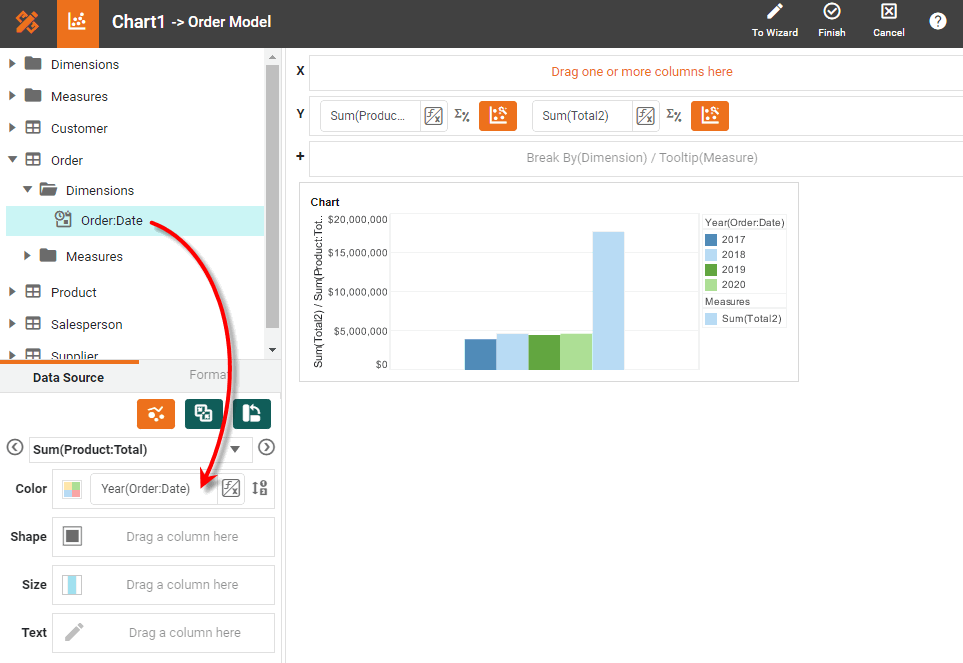 Chart1 -> Order Model
To Wizard
Finish
Cancel
?
Dimensions
Measures
Customer
Order
Dimensions
Order:Date
Measures
Product
Salesperson
Supplier
Data Source
Format
Sum(Product:Total)
Color
Year(Order:Date)
Shape
Drag a column here
Size
Drag a column here
Text
Drag a column here
X
Drag one or more columns here
Y
Sum(Produc...
Sum(Total2)
+
Break By(Dimension) / Tooltip(Measure)
Chart
Sum(Total2) / Sum(Product:Tot..
$20,000,000
$15,000,000
$10,000,000
$5,000,000
$0
Year(Order:Date)
2017
2018
2019
2020
Measures
Sum(Total2)